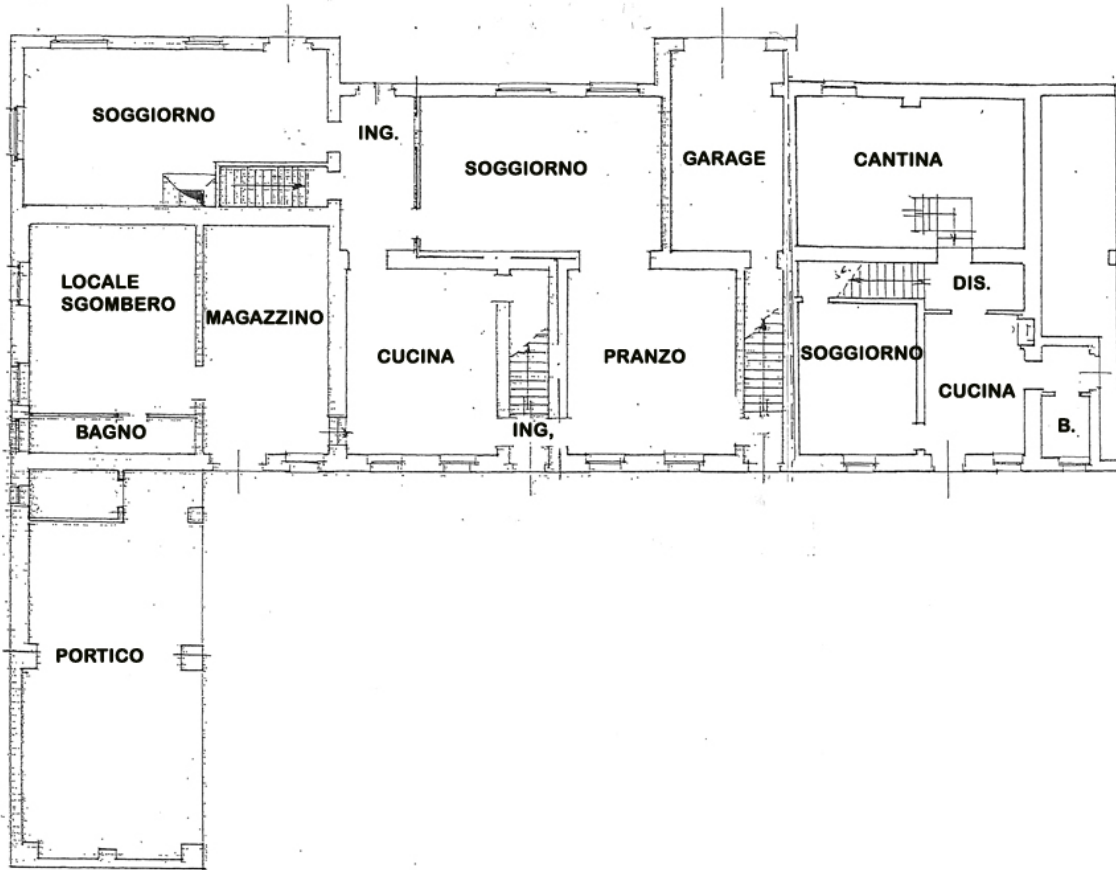 SOGGIORNO
ING.
SOGGIORNO
GARAGE
CANTINA
LOCALE
SGOMBERO
MAGAZZINO
DIS.
CUCINA
PRANZO
SOGGIORNO
CUCINA
BAGNO
ING,
B.
PORTICO